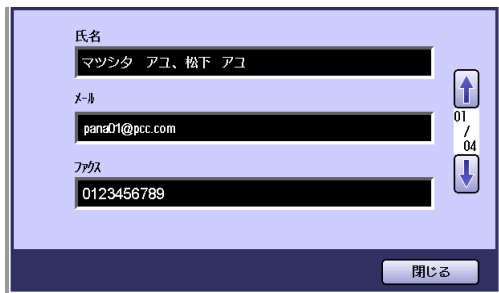 氏名
マツシタ　アユ、松下　アユ
ﾒｰﾙ
pana01@pcc.com
ﾌｧｸｽ
0123456789
01
/
04
閉じる